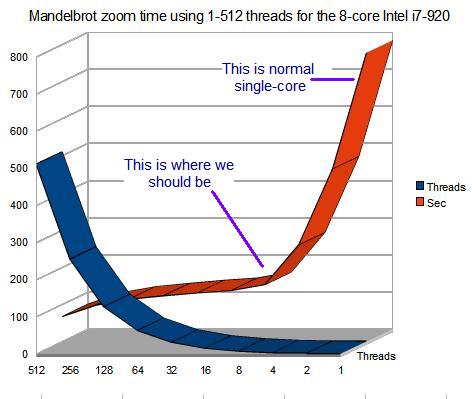 Mandelbrot zoom time using 1-512 threads for the 8-core Intel i7-920
800
700
600
500
400
300
200
100
0
This is normal
single-core
This is where we
should be
Threads
Sec
Threads
512 256 128 64 32 16 8 4 2 1